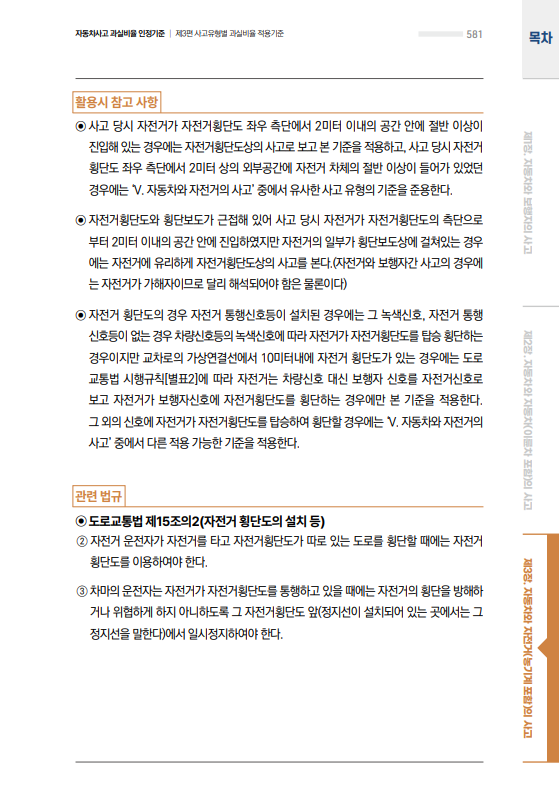 자동차사고 과실비율 인정기준 | 제3편 사고유형별 과실비율 적용기준
581
목차
활용시 참고 사항
⦿ 사고 당시 자전거가 자전거횡단도 좌우 측단에서 2미터 이내의 공간 안에 절반 이상이
진입해 있는 경우에는 자전거횡단도상의 사고로 보고 본 기준을 적용하고, 사고 당시 자전거
횡단도 좌우 측단에서 2미터 상의 외부공간에 자전거 차체의 절반 이상이 들어가 있었던
경우에는 ‘V. 자동차와 자전거의 사고’ 중에서 유사한 사고 유형의 기준을 준용한다.
⦿ 자전거횡단도와 횡단보도가 근접해 있어 사고 당시 자전거가 자전거횡단도의 측단으로
부터 2미터 이내의 공간 안에 진입하였지만 자전거의 일부가 횡단보도상에 걸쳐있는 경우
에는 자전거에 유리하게 자전거횡단도상의 사고를 본다.(자전거와 보행자간 사고의 경우에
는 자전거가 가해자이므로 달리 해석되어야 함은 물론이다)
⦿ 자전거 횡단도의 경우 자전거 통행신호등이 설치된 경우에는 그 녹색신호, 자전거 통행
신호등이 없는 경우 차량신호등의 녹색신호에 따라 자전거가 자전거횡단도를 탑승 횡단하는
경우이지만 교차로의 가상연결선에서 10미터내에 자전거 횡단도가 있는 경우에는 도로
교통법 시행규칙[별표2]에 따라 자전거는 차량신호 대신 보행자 신호를 자전거신호로
보고 자전거가 보행자신호에 자전거횡단도를 횡단하는 경우에만 본 기준을 적용한다.
그 외의 신호에 자전거가 자전거횡단도를 탑승하여 횡단할 경우에는 ‘V. 자동차와 자전거의
사고’ 중에서 다른 적용 가능한 기준을 적용한다.
관련 법규
⦿ 도로교통법 제15조의2(자전거 횡단도의 설치 등)
② 자전거 운전자가 자전거를 타고 자전거횡단도가 따로 있는 도로를 횡단할 때에는 자전거
횡단도를 이용하여야 한다.
③ 차마의 운전자는 자전거가 자전거횡단도를 통행하고 있을 때에는 자전거의 횡단을 방해하
거나 위협하게 하지 아니하도록 그 자전거횡단도 앞(정지선이 설치되어 있는 곳에서는 그
정지선을 말한다)에서 일시정지하여야 한다.
제1장. 자동차와 보행자의 사고
제2장. 자동차와 자동차(이륜차 포함)의 사고
제3장. 자동차와 자전거(농기계 포함)의 사고